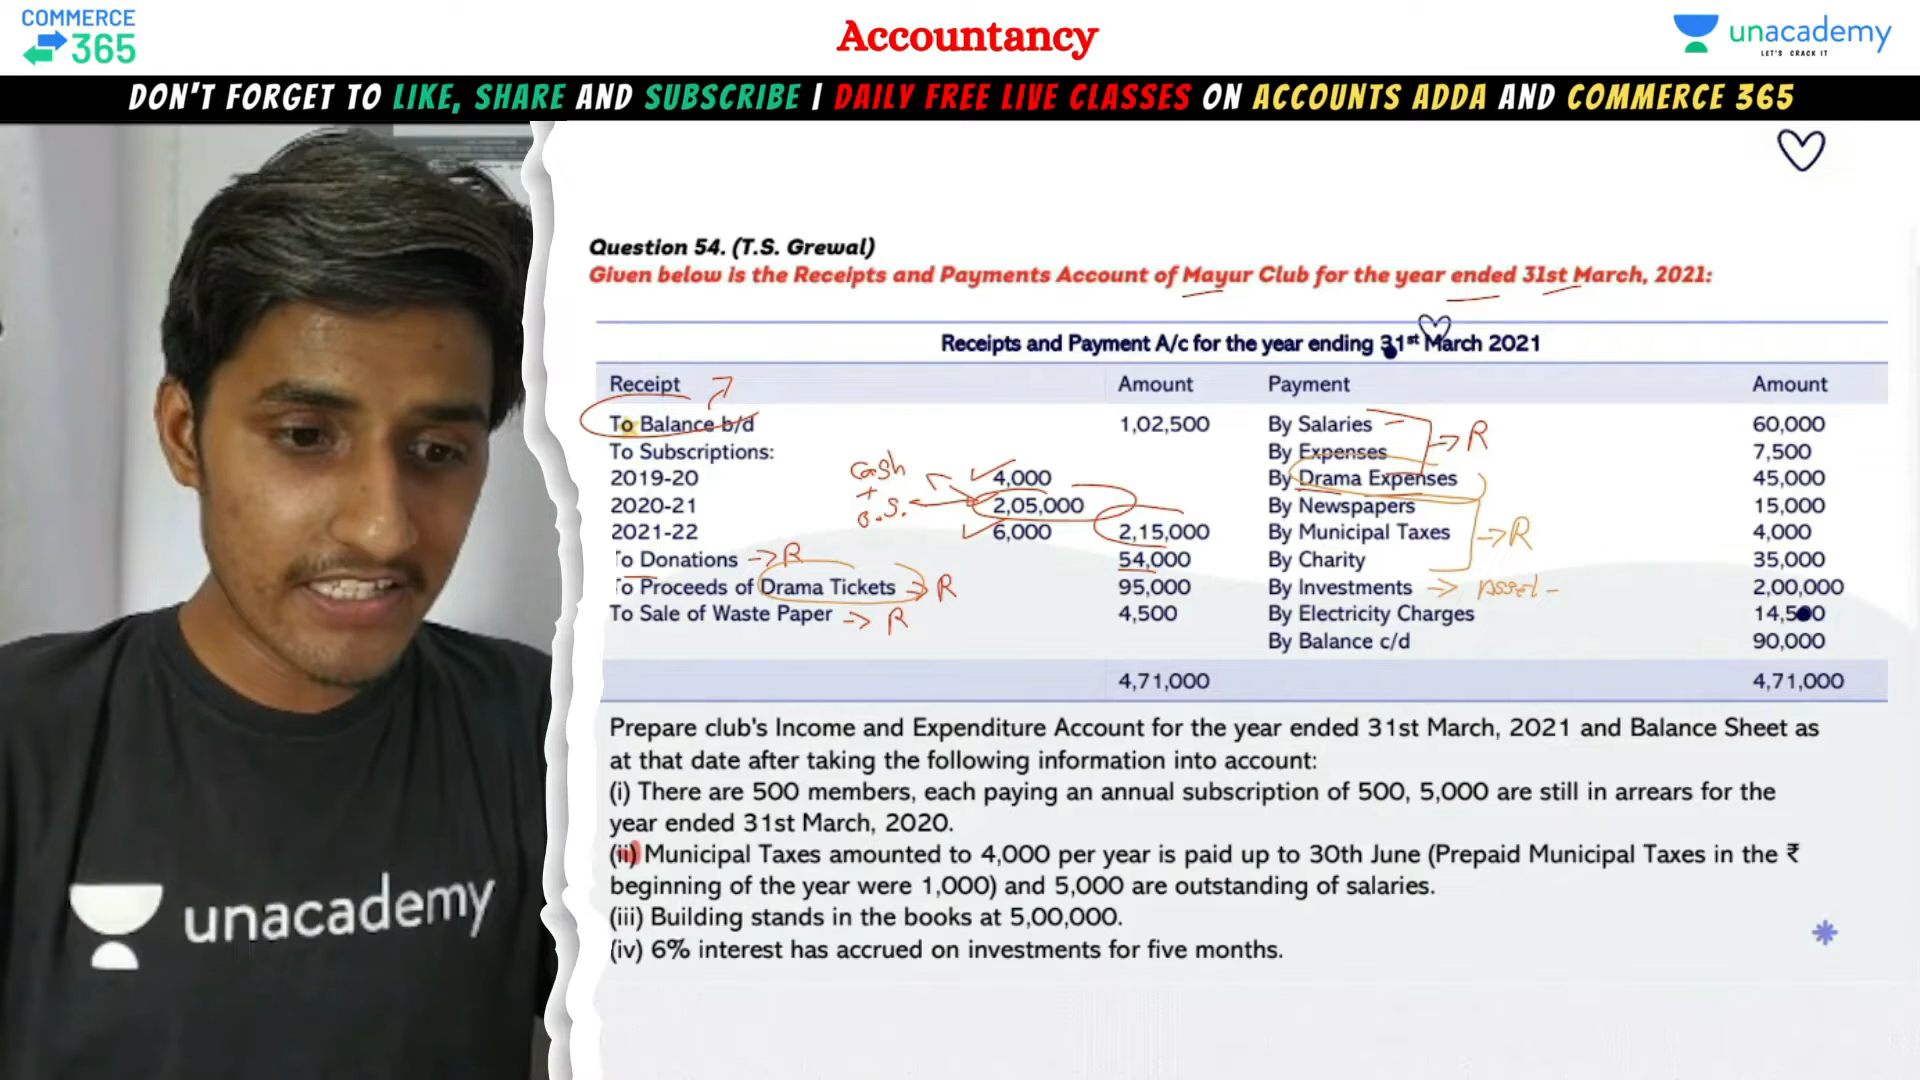 COMMERCE
365
Accountancy
unacademy
LET'S CRACK IT
DON'T FORGET TO LIKE, SHARE AND SUBSCRIBE | DAILY FREE LIVE CLASSES ON ACCOUNTS ADDA AND COMMERCE 365
Question 54. (T.S. Grewal)
Given below is the Receipts and Payments Account of Mayur Club for the year ended 31st March, 2021:
Receipts and Payment A/c for the year ending 31st March 2021
Receipt Amount Payment Amount
To Balance b/d 1,02,500 By Salaries 60,000
To Subscriptions: By Expenses 7,500
2019-20 4,000 By Drama Expenses 45,000
2020-21 2,05,000 By Newspapers 15,000
2021-22 6,000 2,15,000 By Municipal Taxes 4,000
To Donations 54,000 By Charity 35,000
To Proceeds of Drama Tickets 95,000 By Investments 2,00,000
To Sale of Waste Paper 4,500 By Electricity Charges 14,500
By Balance c/d 90,000
4,71,000 4,71,000
Cash
+
O.S.
R
R
R
R
R
Asset
Prepare club's Income and Expenditure Account for the year ended 31st March, 2021 and Balance Sheet as
at that date after taking the following information into account:
(i) There are 500 members, each paying an annual subscription of 500, 5,000 are still in arrears for the
year ended 31st March, 2020.
(ii) Municipal Taxes amounted to 4,000 per year is paid up to 30th June (Prepaid Municipal Taxes in the ₹
beginning of the year were 1,000) and 5,000 are outstanding of salaries.
(iii) Building stands in the books at 5,00,000.
(iv) 6% interest has accrued on investments for five months.
unacademy